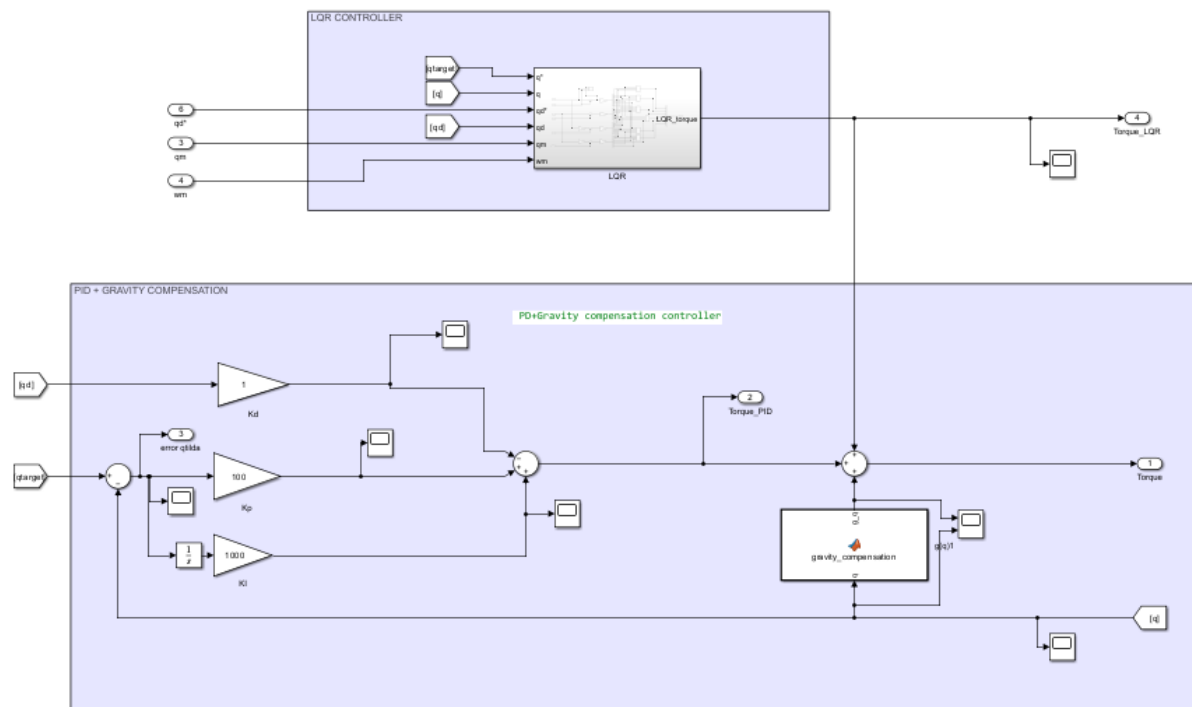 LQR CONTROLLER
[qtarget]
q*
[q]
q
6
qd*
qd*
[qd]
qd
LQR_torque
4
Torque_LQR
3
qm
qm
4
wm
wm
LQR
PID + GRAVITY COMPENSATION
PD+Gravity compensation controller
[qd]
1
Kd
2
Torque_PID
3
error qtilda
[qtarget]
+
-
100
Kp
-
+
+
+
+
+
1
Torque
1
s
1000
KI
g_q
gravity_compensation
q
g(q)1
[q]